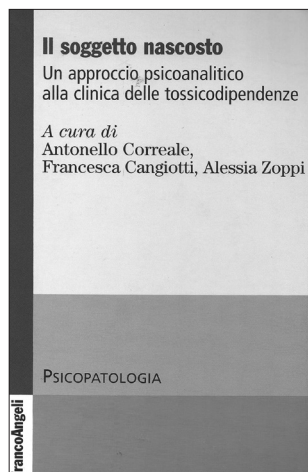 Il soggetto nascosto
Un approccio psicoanalitico
alla clinica delle tossicodipendenze
A cura di
Antonello Correale,
Francesca Cangiotti, Alessia Zoppi
PSICOPATOLOGIA
rancoAngeli